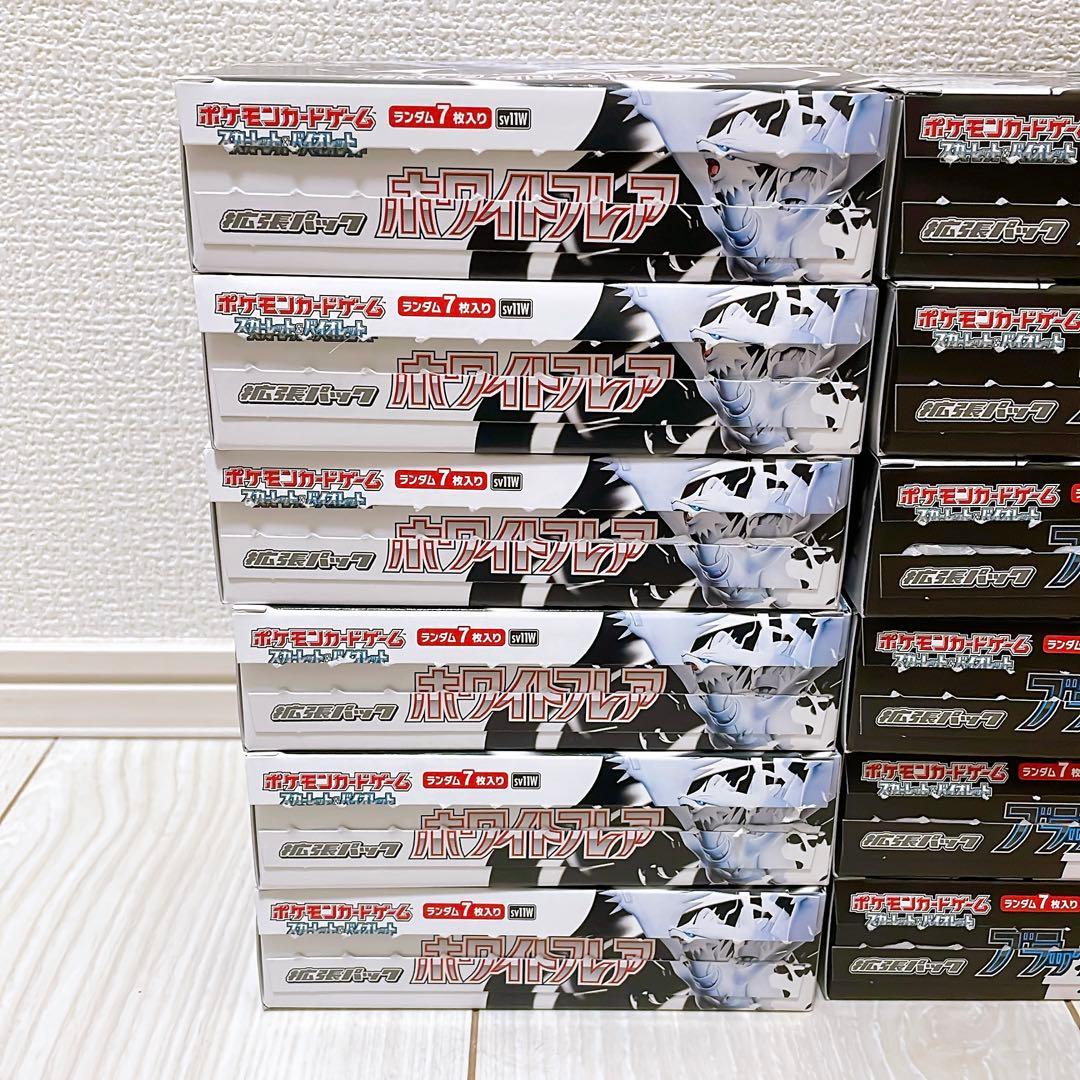 ポケモンカードゲーム ランダム7枚入り sv11W
スカーレット&バイオレット
拡張パック ホワイトフレア
ポケモンカードゲーム ランダム7枚入り sv11W
スカーレット&バイオレット
拡張パック ホワイトフレア
ポケモンカードゲーム ランダム7枚入り sv11W
スカーレット&バイオレット
拡張パック ホワイトフレア
ポケモンカードゲーム ランダム7枚入り sv11W
スカーレット&バイオレット
拡張パック ホワイトフレア
ポケモンカードゲーム ランダム7枚入り sv11W
スカーレット&バイオレット
拡張パック ホワイトフレア
ポケモンカードゲーム ランダム7枚入り sv11W
スカーレット&バイオレット
拡張パック ホワイトフレア
ポケモンカードゲーム
スカーレット&バイオレット
拡張パック
ポケモンカードゲーム
スカーレット&バイオレット
拡張パック
ポケモンカードゲーム
スカーレット&バイオレット
拡張パック ブ
ポケモンカードゲーム ランダ
スカーレット&バイオレット
拡張パック ブラ
ポケモンカードゲーム ランダム7枚
スカーレット&バイオレット
拡張パック ブラッ
ポケモンカードゲーム ランダム7枚入り
スカーレット&バイオレット
拡張パック ブラッ